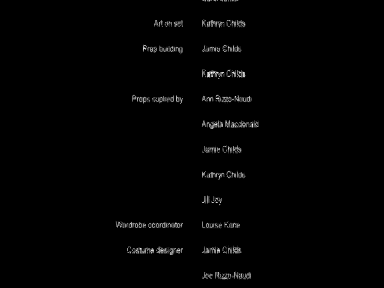 Art on set Kathryn Childs
Prop building Jamie Childs
Kathryn Childs
Props suplied by Ann Rizzo-Naudi
Angela Macdonald
Jamie Childs
Kathryn Childs
Jill Joy
Wardrobe coordinator Louise Kane
Costume designer Jamie Childs
Joe Rizzo-Naudi